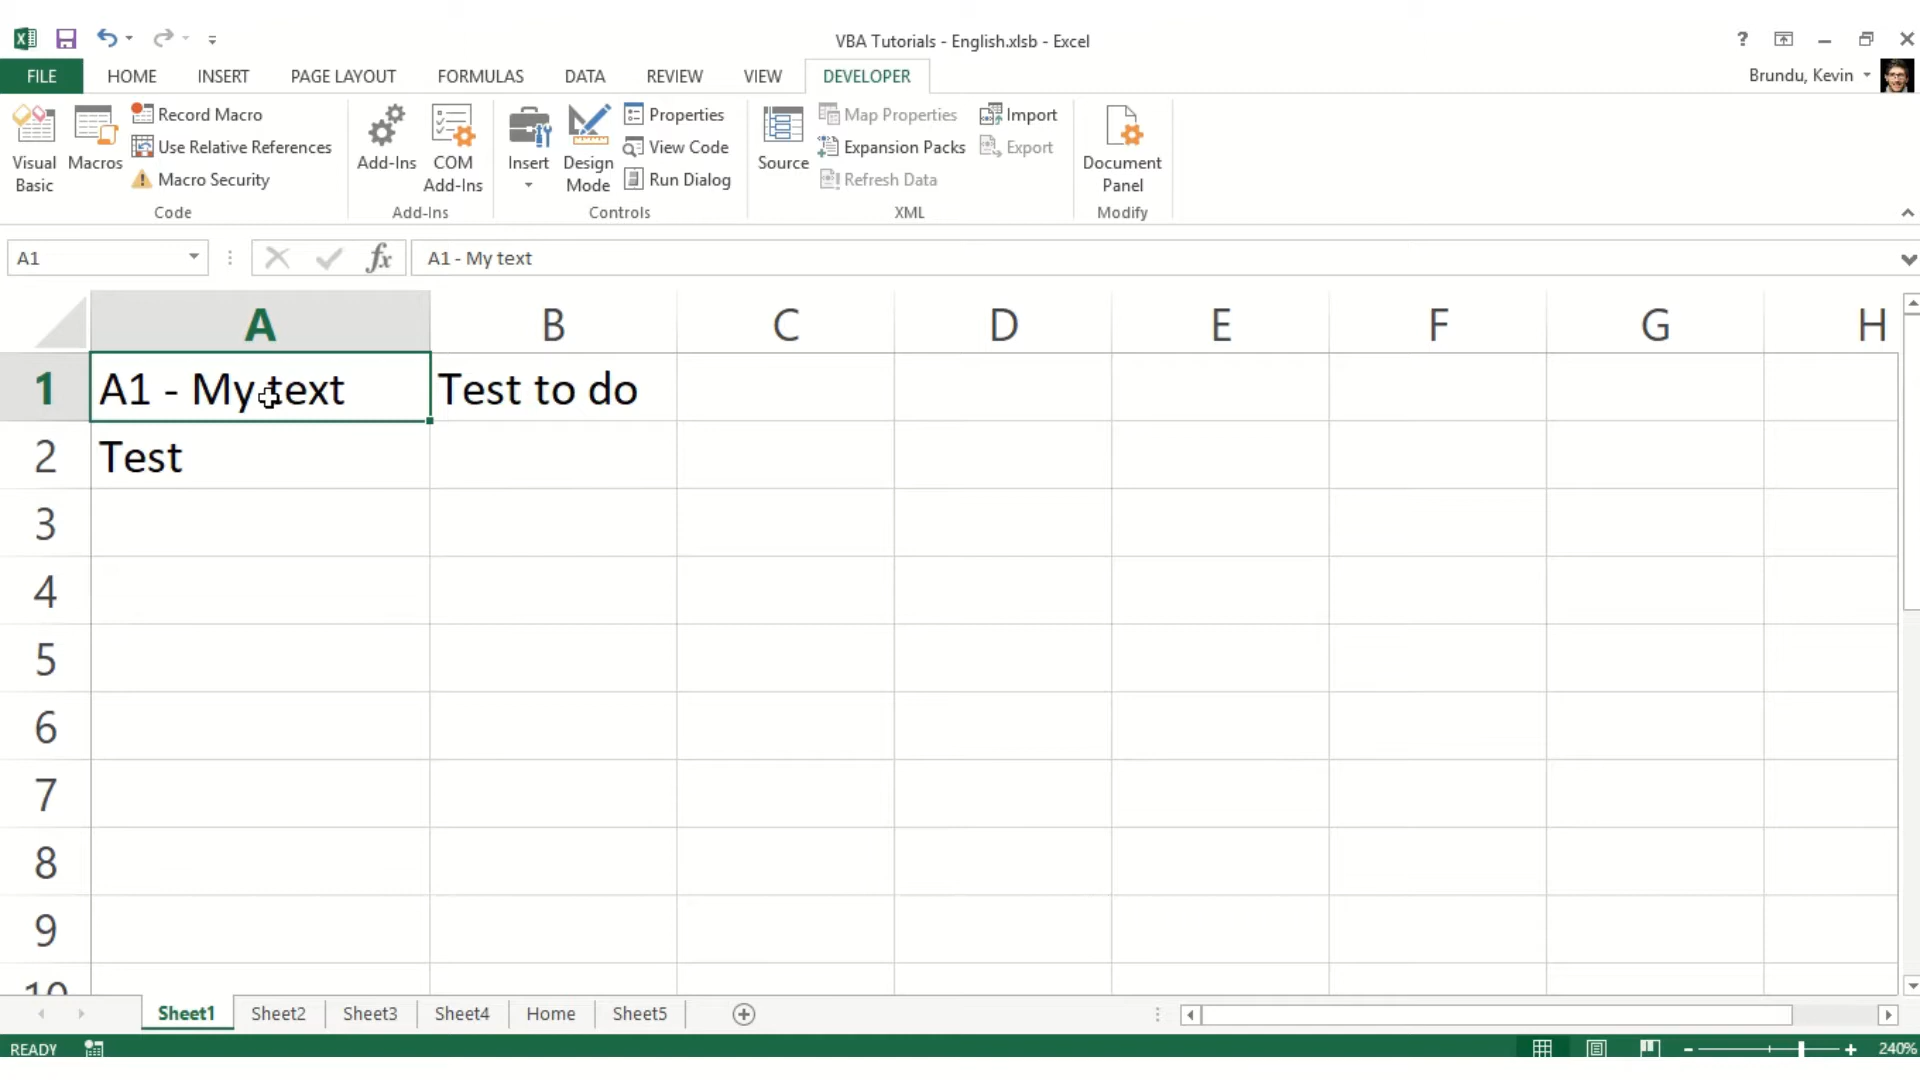 VBA Tutorials - English.xlsb - Excel
?
FILE HOME INSERT PAGE LAYOUT FORMULAS DATA REVIEW VIEW DEVELOPER Brundu, Kevin
Visual Basic
Macros
Record Macro
Use Relative References
Macro Security
Code
Add-Ins
COM Add-Ins
Add-Ins
Insert
Design Mode
Properties
View Code
Run Dialog
Controls
Source
Map Properties
Expansion Packs
Refresh Data
Import
Export
XML
Document Panel
Modify
A1 fx A1 - My text
A B C D E F G H
1 A1 - My text Test to do
2 Test
3
4
5
6
7
8
9
10
Sheet1 Sheet2 Sheet3 Sheet4 Home Sheet5
READY 240%